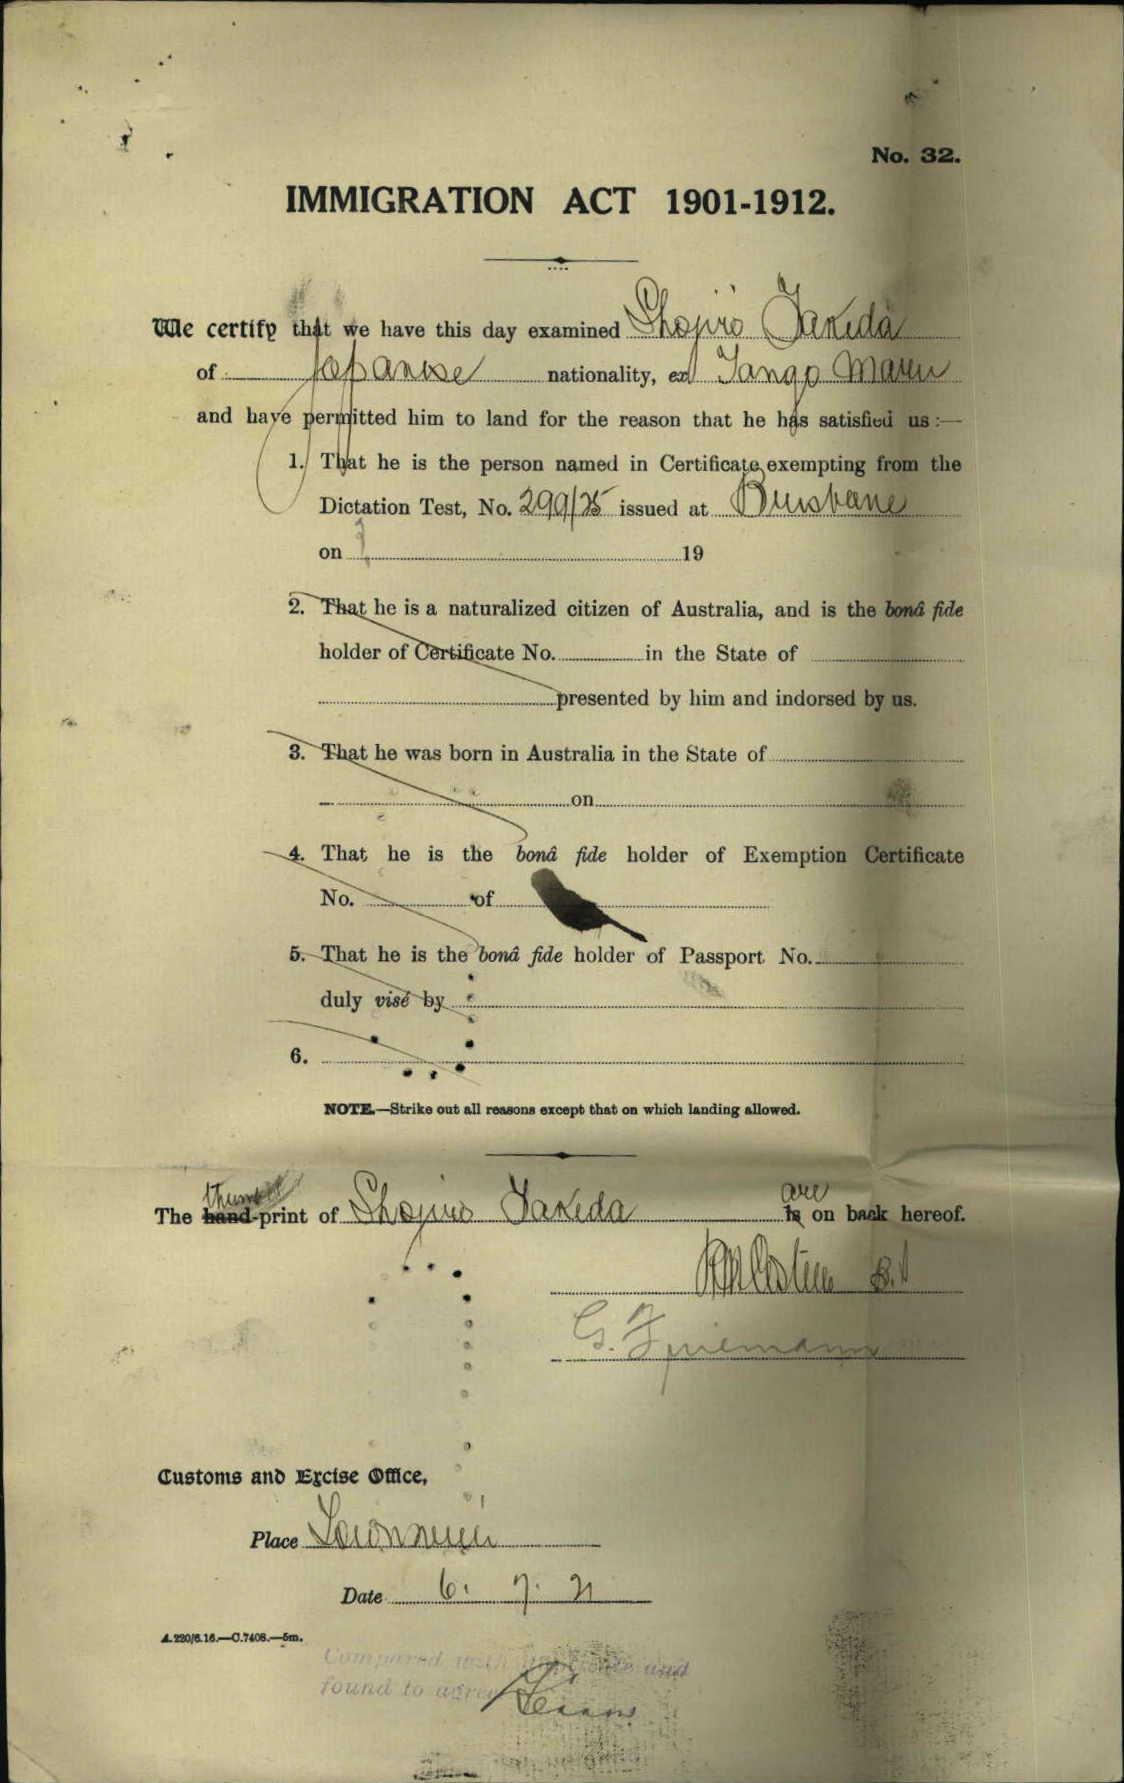 No. 32.
IMMIGRATION ACT 1901-1912.
We certify that we have this day examined Shojiro Takeda
of Japanese nationality, ex Tango Maru
and have permitted him to land for the reason that he has satisfied us :—
1. That he is the person named in Certificate exempting from the
Dictation Test, No. 299/25 issued at Brisbane
on 19
2. That he is a naturalized citizen of Australia, and is the bonâ fide
holder of Certificate No. in the State of
presented by him and indorsed by us.
3. That he was born in Australia in the State of
on
4. That he is the bonâ fide holder of Exemption Certificate
No. of
5. That he is the bonâ fide holder of Passport No.
duly visé by
6.
NOTE.—Strike out all reasons except that on which landing allowed.
thumb are
The hand-print of Shojiro Takeda is on back hereof.
G.
Customs and Excise Office,
Place
Date 6. 7. 21
A.220/6.16.—C.7408.—5m.
Compared with duplicate and
found to agree